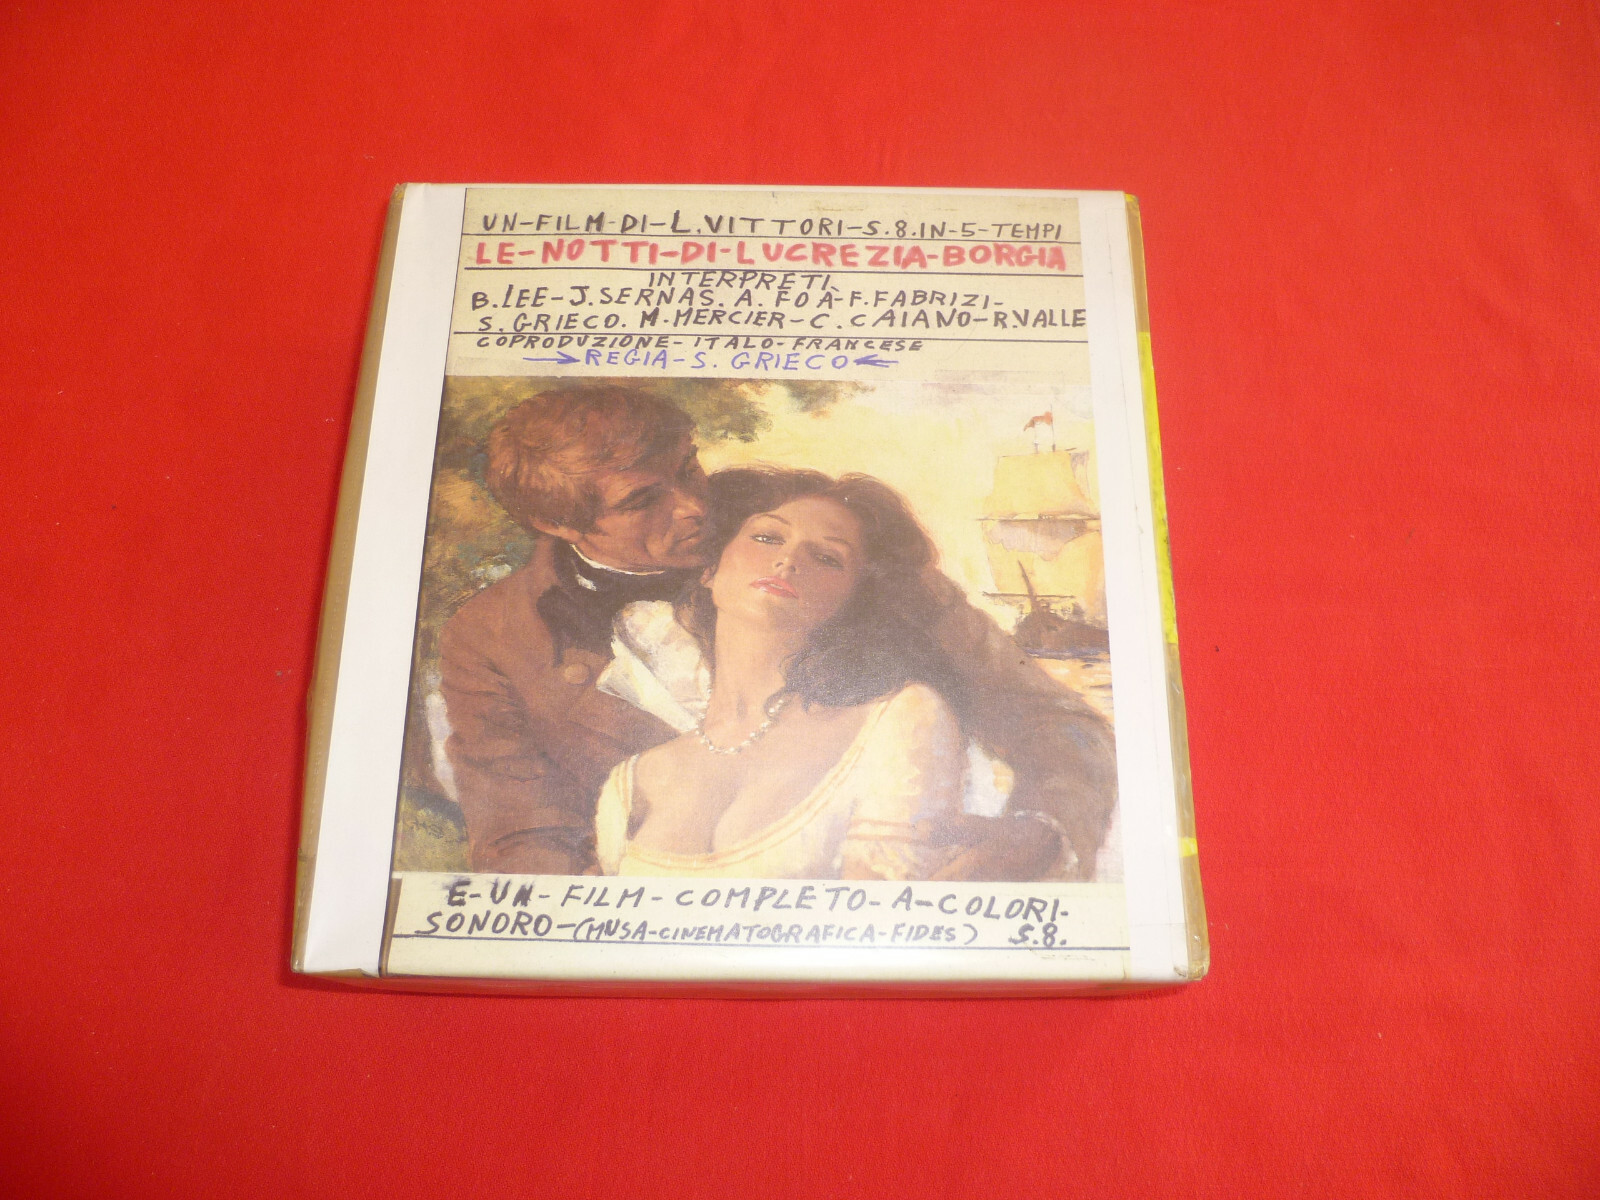 UN-FILM-DI-L.VITTORI-S.8.IN-5-TEMPI
LE-NOTTI-DI-LUCREZIA-BORGIA
INTERPRETI.
B.LEE-J.SERNAS. A. FOÀ-F.FABRIZI-
S. GRIECO. M.MERCIER-C. CAIANO-R.VALLE
COPRODUZIONE-ITALO-FRANCESE
→REGIA-S. GRIECO←
E-UN-FILM-COMPLETO-A-COLORI-
SONORO-(MUSA-CINEMATOGRAFICA-FIDES) S.8.